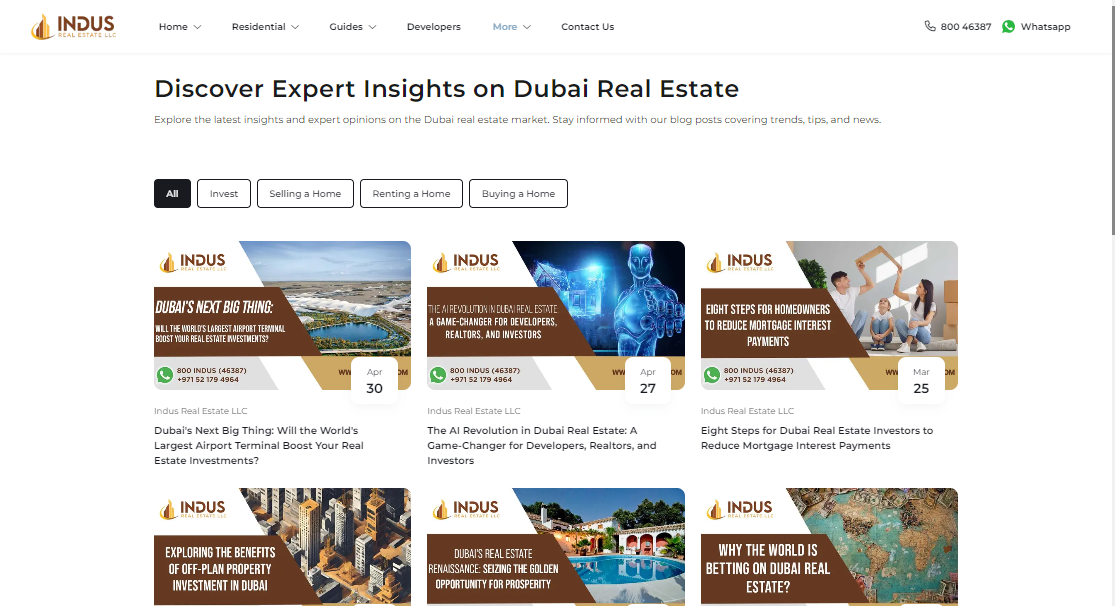 INDUS
REAL ESTATE LLC
Home
Residential
Guides
Developers
More
Contact Us
800 46387
Whatsapp
Discover Expert Insights on Dubai Real Estate
Explore the latest insights and expert opinions on the Dubai real estate market. Stay informed with our blog posts covering trends, tips, and news.
All
Invest
Selling a Home
Renting a Home
Buying a Home
INDUS
REAL ESTATE LLC
DUBAI'S NEXT BIG THING:
WILL THE WORLD'S LARGEST AIRPORT TERMINAL
BOOST YOUR REAL ESTATE INVESTMENTS?
800 INDUS (46387)
+971 52 179 4964
WW
OM
Apr
30
Indus Real Estate LLC
Dubai's Next Big Thing: Will the World's
Largest Airport Terminal Boost Your Real
Estate Investments?
INDUS
REAL ESTATE LLC
THE AI REVOLUTION IN DUBAI REAL ESTATE
A GAME-CHANGER FOR DEVELOPERS,
REALTORS, AND INVESTORS
800 INDUS (46387)
+971 52 179 4964
WW
OM
Apr
27
Indus Real Estate LLC
The AI Revolution in Dubai Real Estate: A
Game-Changer for Developers, Realtors, and
Investors
INDUS
REAL ESTATE LLC
EIGHT STEPS FOR HOMEOWNERS
TO REDUCE MORTGAGE INTEREST
PAYMENTS
800 INDUS (46387)
+971 52 179 4964
WW
OM
Mar
25
Indus Real Estate LLC
Eight Steps for Dubai Real Estate Investors to
Reduce Mortgage Interest Payments
INDUS
REAL ESTATE LLC
EXPLORING THE BENEFITS
OF OFF-PLAN PROPERTY
INVESTMENT IN DUBAI
INDUS
REAL ESTATE LLC
DUBAI'S REAL ESTATE
RENAISSANCE: SEIZING THE GOLDEN
OPPORTUNITY FOR PROSPERITY
INDUS
REAL ESTATE LLC
WHY THE WORLD IS
BETTING ON DUBAI REAL
ESTATE?